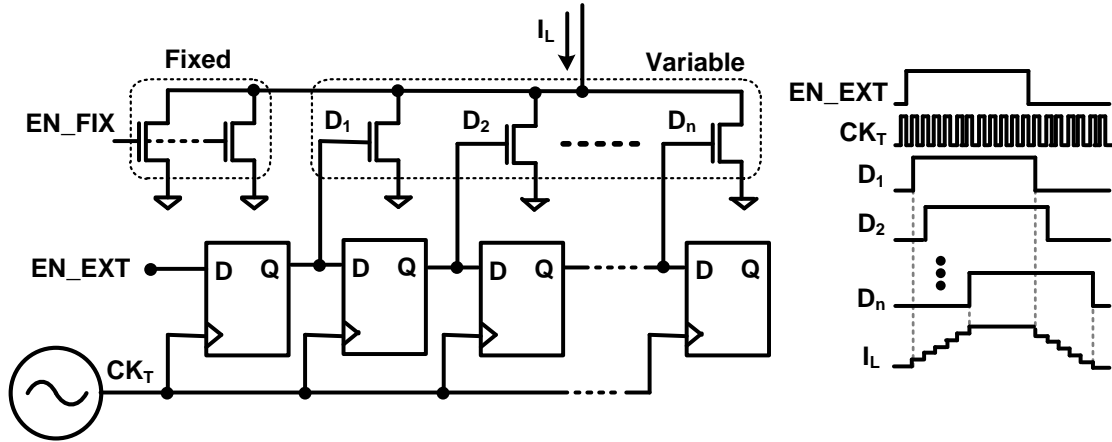 I_L
Fixed
Variable
EN_FIX
D₁
D₂
Dₙ
EN_EXT
D Q
D Q
D Q
D Q
CK_T
EN_EXT
CK_T
D₁
D₂
Dₙ
I_L